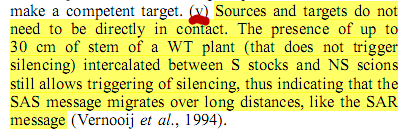 make a competent target. (v) Sources and targets do not
need to be directly in contact. The presence of up to
30 cm of stem of a WT plant (that does not trigger
silencing) intercalated between S stocks and NS scions
still allows triggering of silencing, thus indicating that the
SAS message migrates over long distances, like the SAR
message (Vernooij et al., 1994).